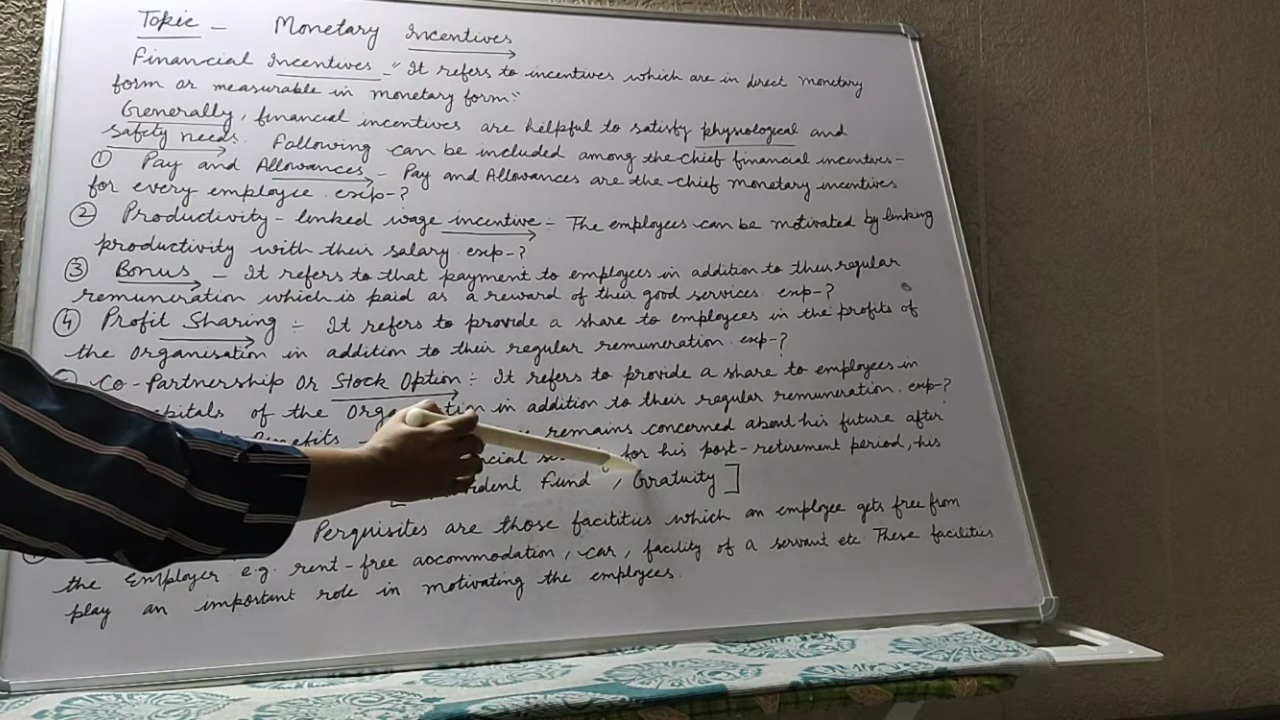 Topic - Monetary Incentives
Financial Incentives - "It refers to incentives which are in direct monetary
form or measurable in monetary form."
Generally, financial incentives are helpful to satisfy physiological and
safety needs. Following can be included among the chief financial incentives-
① Pay and Allowances - Pay and Allowances are the chief monetary incentives
for every employee. exp-?
② Productivity-linked wage incentive:- The employees can be motivated by linking
productivity with their salary. exp-?
③ Bonus - It refers to that payment to employees in addition to their regular
remuneration which is paid as a reward of their good services. exp-?
④ Profit Sharing:- It refers to provide a share to employees in the profits of
the Organisation in addition to their regular remuneration. exp-?
Co-Partnership Or Stock Option:- It refers to provide a share to employees in
of the in addition to their regular remuneration. exp-?
Benefits - remains concerned about his future after
for his post-retirement period, his
Fund, Gratuity ]
Perquisites are those facilities which an employee gets free from
the Employer e.g. rent-free accommodation, car, facility of a servant etc. These facilities
play an important role in motivating the employees.